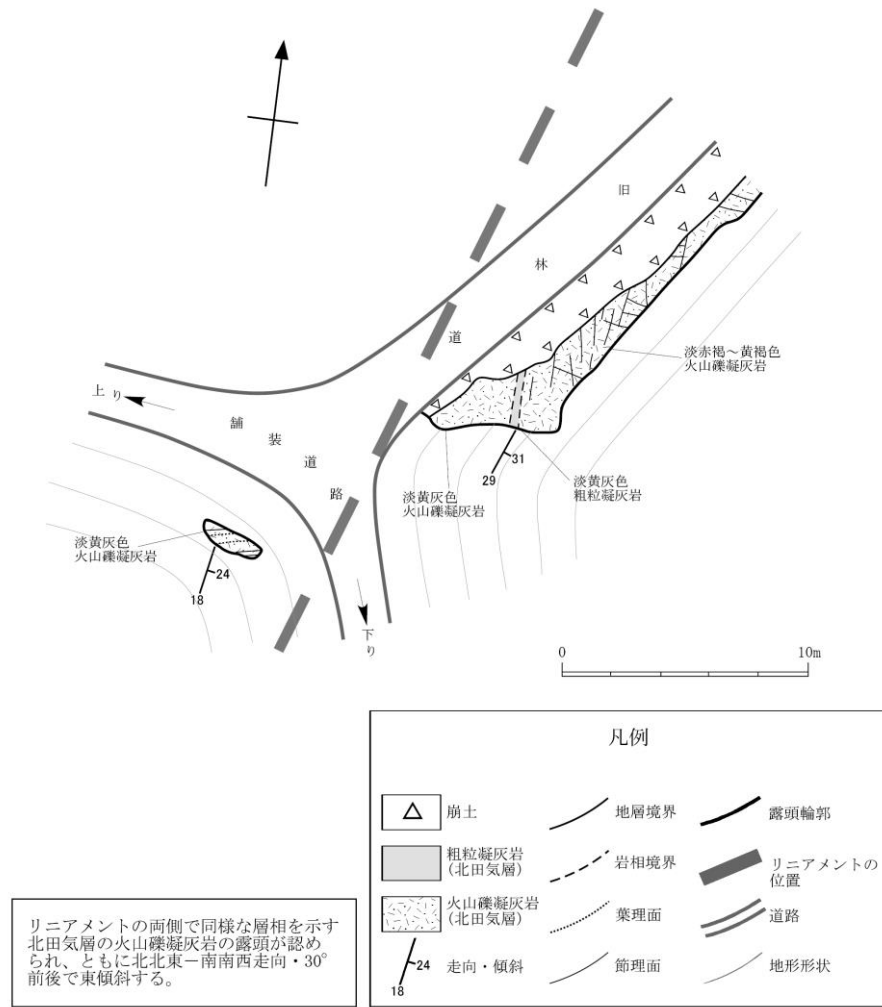 旧
林
道
淡赤褐～黄褐色
火山礫凝灰岩
上り
舗
装
道
路
31
29
淡黄灰色
火山礫凝灰岩
淡黄灰色
粗粒凝灰岩
淡黄灰色
火山礫凝灰岩
24
18
下り
0
10m
凡例
崩土
地層境界
露頭輪郭
粗粒凝灰岩
(北田気層)
岩相境界
リニアメントの
位置
火山礫凝灰岩
(北田気層)
葉理面
道路
24
18
走向・傾斜
節理面
地形形状
リニアメントの両側で同様な層相を示す
北田気層の火山礫凝灰岩の露頭が認め
られ、ともに北北東－南南西走向・30°
前後で東傾斜する。